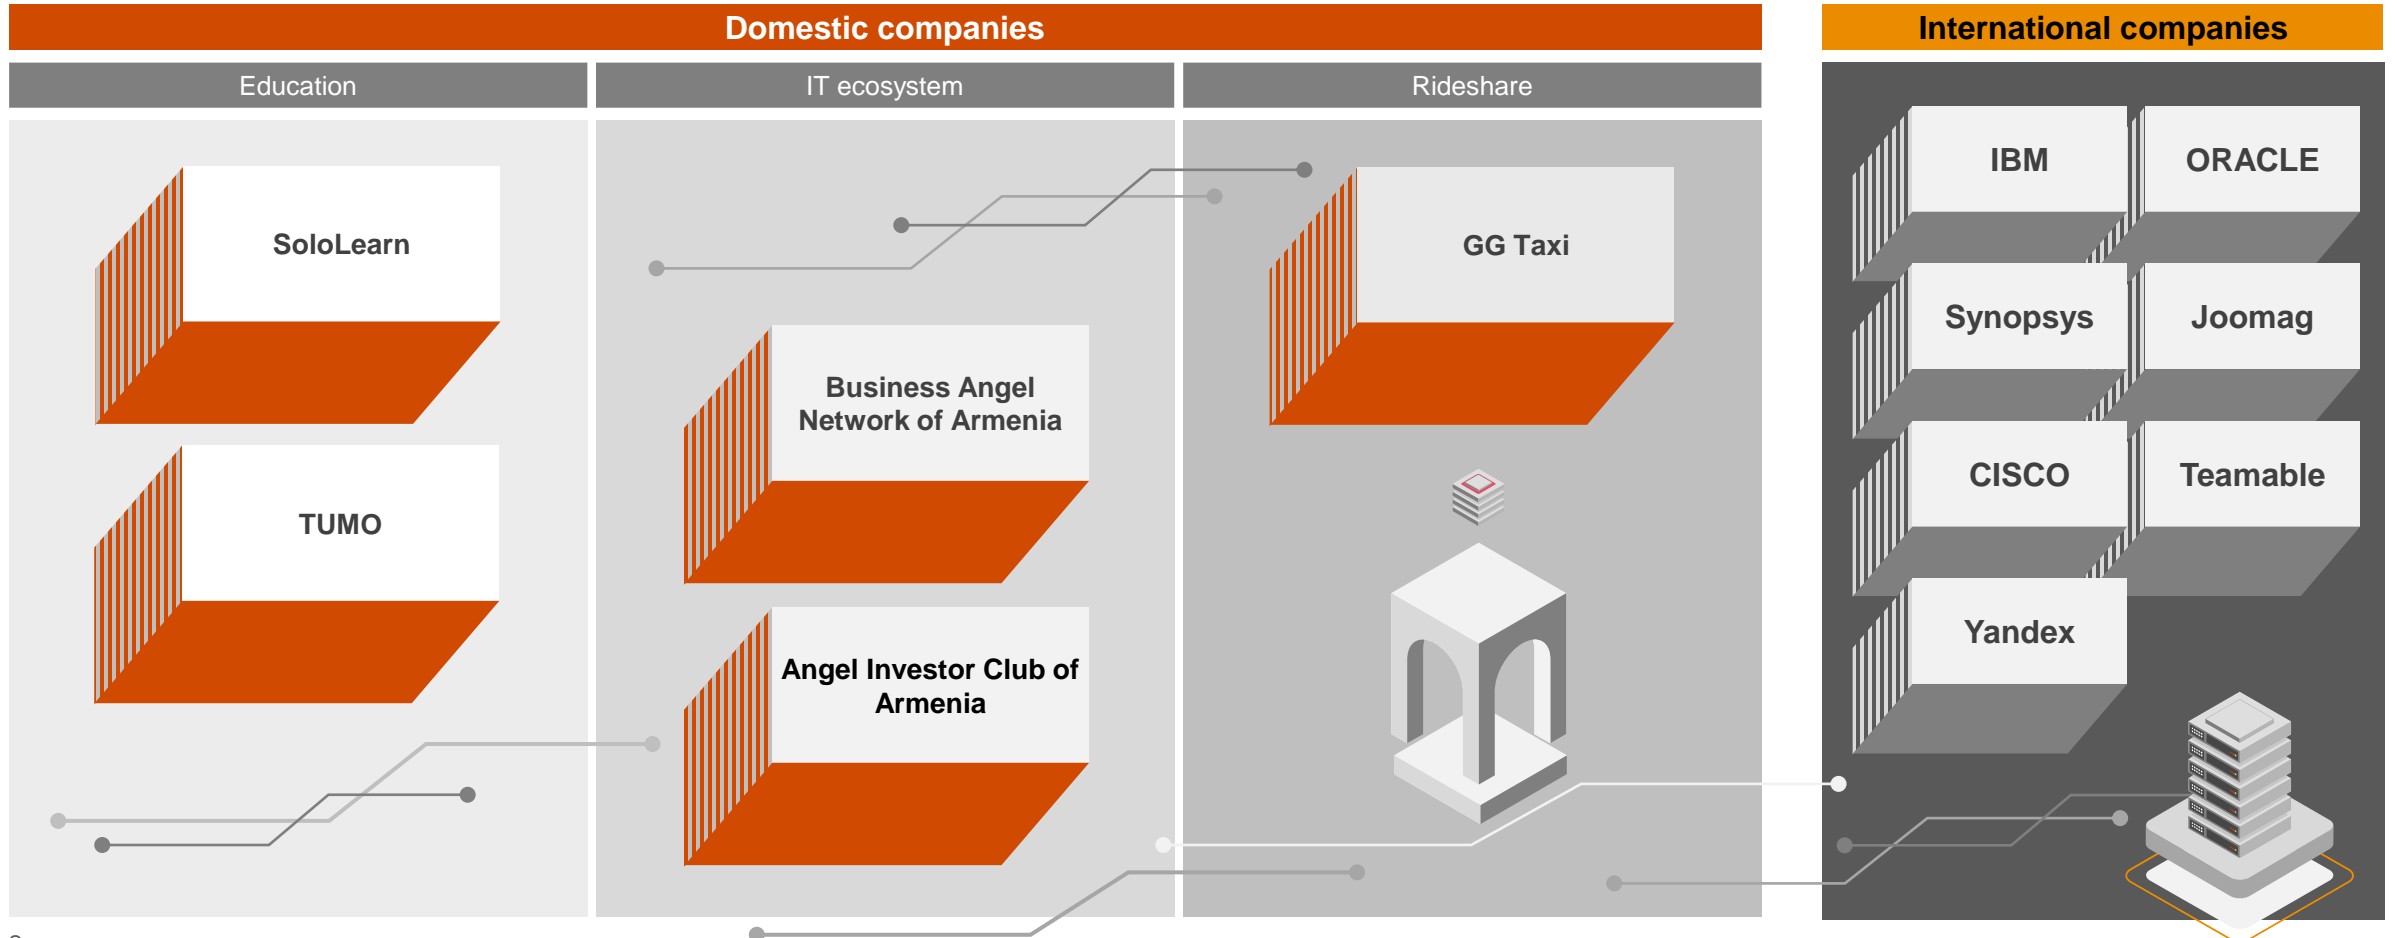 Domestic companies
International companies
Education
IT ecosystem
Rideshare
SoloLearn
TUMO
Business Angel
Network of Armenia
Angel Investor Club of
Armenia
GG Taxi
IBM
ORACLE
Synopsys
Joomag
CISCO
Teamable
Yandex